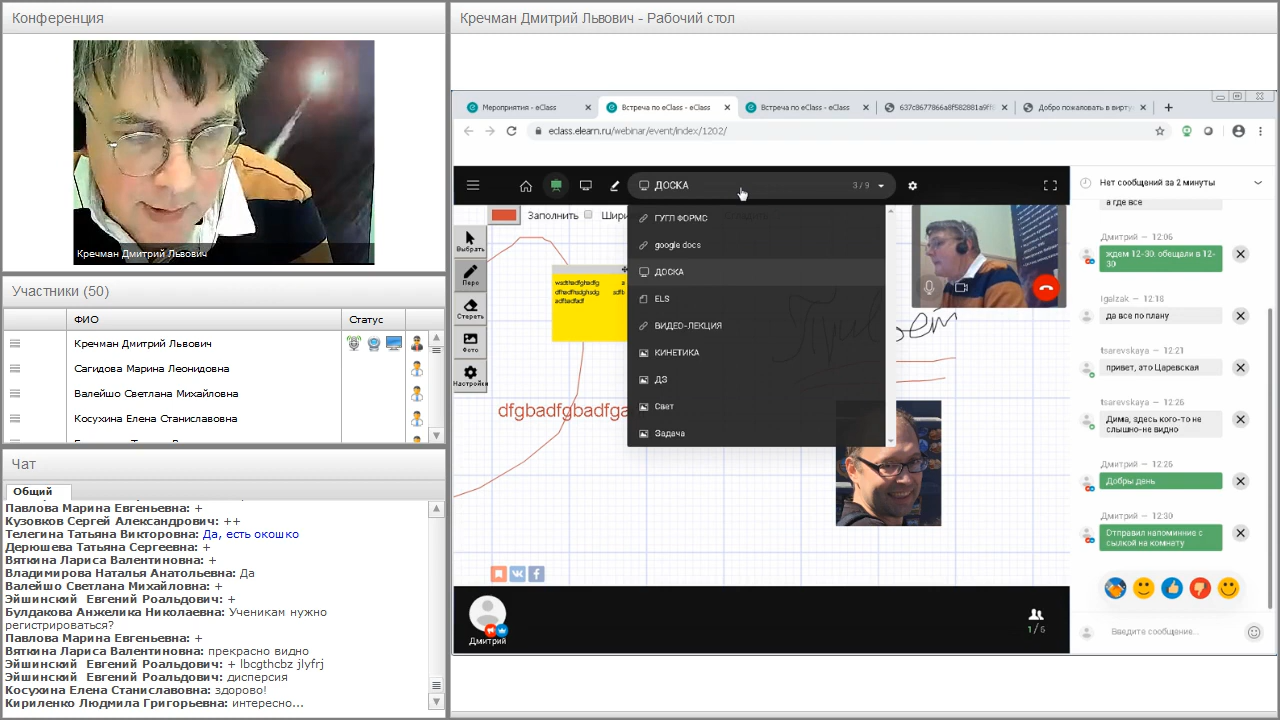 Конференция
Кречман Дмитрий Львович
Участники (50)
ФИО
Статус
Кречман Дмитрий Львович
Сагидова Марина Леонидовна
Валейшо Светлана Михайловна
Косухина Елена Станиславовна
Чат
Общий
Павлова Марина Евгеньевна: +
Кузовков Сергей Александрович: ++
Телегина Татьяна Викторовна: Да, есть окошко
Дерюшева Татьяна Сергеевна: +
Вяткина Лариса Валентиновна: +
Владимирова Наталья Анатольевна: Да
Валейшо Светлана Михайловна: +
Эйшинский Евгений Роальдович: +
Булдакова Анжелика Николаевна: Ученикам нужно
регистрироваться?
Павлова Марина Евгеньевна: +
Вяткина Лариса Валентиновна: прекрасно видно
Эйшинский Евгений Роальдович: + lbcgthcbz jlyfrj
Эйшинский Евгений Роальдович: дисперсия
Косухина Елена Станиславовна: здорово!
Кириленко Людмила Григорьевна: интересно...
Кречман Дмитрий Львович - Рабочий стол
Мероприятия - eClass
Встреча по eClass - eClass
Встреча по eClass - eClass
637c8677866a8f582881a9ff
Добро пожаловать в вирту
eclass.elearn.ru/webinar/event/index/1202/
ДОСКА
3 / 9
Заполнить
Шири
Выбрать
Перо
Стереть
Фото
Настройки
ГУГЛ ФОРМС
google docs
ДОСКА
ELS
ВИДЕО-ЛЕКЦИЯ
КИНЕТИКА
ДЗ
Свет
Задача
dfgbadfgbadfga
Привет
Дмитрий
1 / 6
Нет сообщений за 2 минуты
а где все
Дмитрий — 12:06
ждем 12-30. обещали в 12-
30
igalzak — 12:18
да все по плану
tsarevskaya — 12:21
привет, это Царевская
tsarevskaya — 12:26
Дима, здесь кого-то не
слышно-не видно
Дмитрий — 12:26
Добры день
Дмитрий — 12:30
Отправил напоминние с
сылкой на комнату
Введите сообщение...